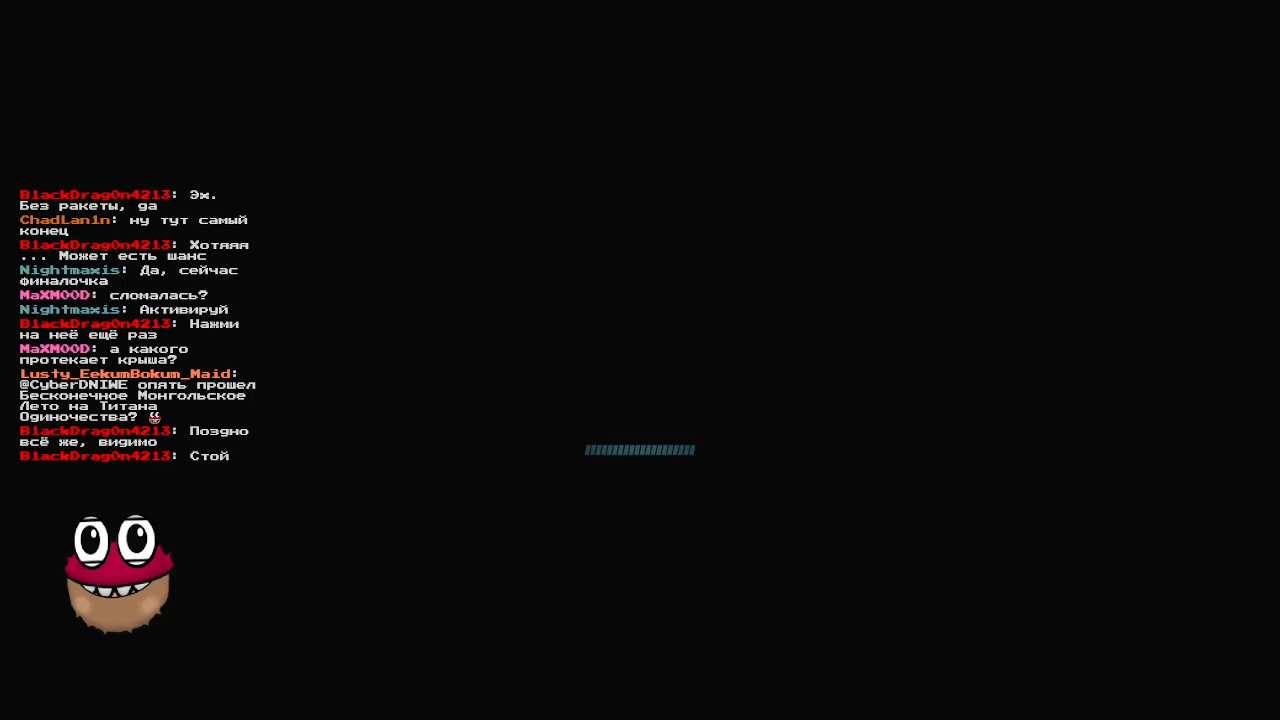 BlackDrag0n4213: Эх.
Без ракеты, да
ChadLan1n: ну тут самый
конец
BlackDrag0n4213: Хотяяя
... Может есть шанс
Nightmaxis: Да, сейчас
финалочка
MaXMOOD: сломалась?
Nightmaxis: Активируй
BlackDrag0n4213: Нажми
на неё ещё раз
MaXMOOD: а какого
протекает крыша?
Lusty_EekumBokum_Maid:
@CyberDNIWE опять прошел
Бесконечное Монгольское
Лето на Титана
Одиночества?
BlackDrag0n4213: Поздно
всё же, видимо
BlackDrag0n4213: Стой